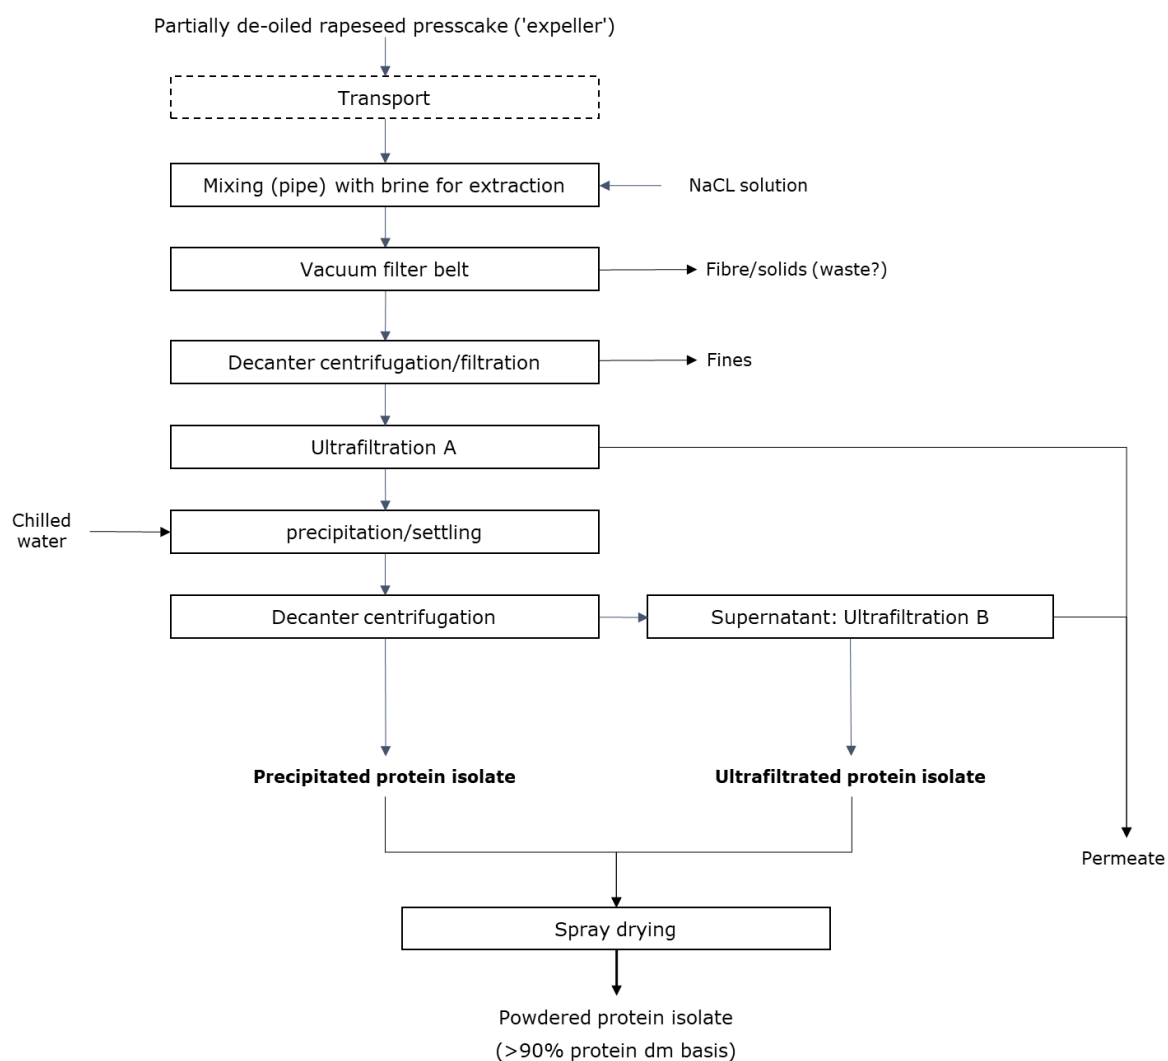 Partially de-oiled rapeseed presscake ('expeller')
Transport
Mixing (pipe) with brine for extraction
NaCL solution
Vacuum filter belt
Fibre/solids (waste?)
Decanter centrifugation/filtration
Fines
Ultrafiltration A
Chilled
water
precipitation/settling
Decanter centrifugation
Supernatant: Ultrafiltration B
Precipitated protein isolate
Ultrafiltrated protein isolate
Permeate
Spray drying
Powdered protein isolate
(>90% protein dm basis)